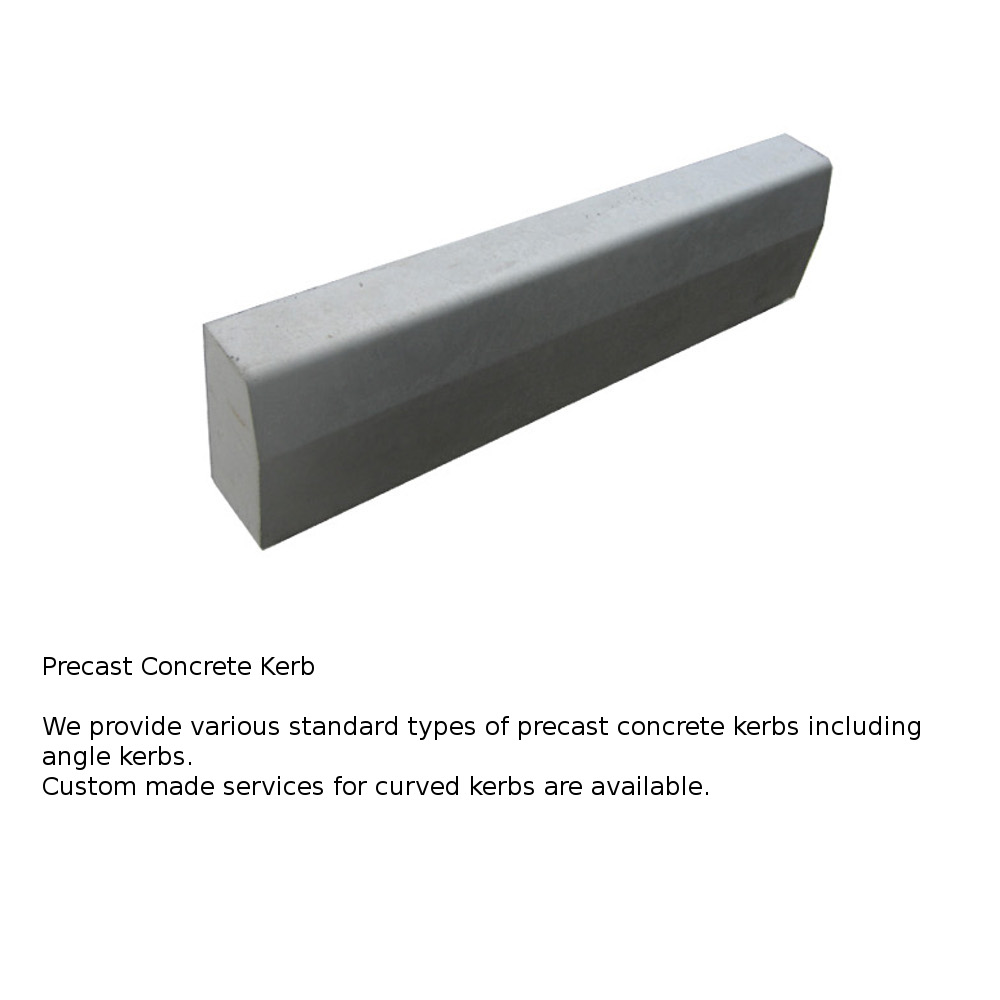 Precast Concrete Kerb
We provide various standard types of precast concrete kerbs including
angle kerbs.
Custom made services for curved kerbs are available.